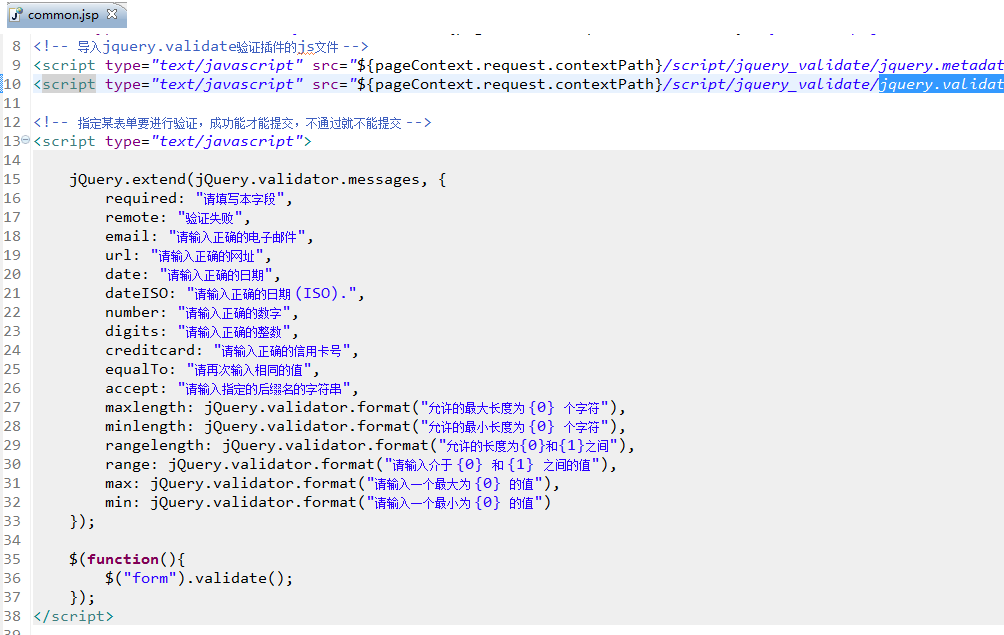 common.jsp
8 <!-- 导入jquery.validate验证插件的js文件 -->
9 <script type="text/javascript" src="${pageContext.request.contextPath}/script/jquery_validate/jquery.metadat
10 <script type="text/javascript" src="${pageContext.request.contextPath}/script/jquery_validate/jquery.validat
11
12 <!-- 指定某表单要进行验证，成功能才能提交，不通过就不能提交 -->
13 <script type="text/javascript">
14
15 jQuery.extend(jQuery.validator.messages, {
16 required: "请填写本字段",
17 remote: "验证失败",
18 email: "请输入正确的电子邮件",
19 url: "请输入正确的网址",
20 date: "请输入正确的日期",
21 dateISO: "请输入正确的日期 (ISO).",
22 number: "请输入正确的数字",
23 digits: "请输入正确的整数",
24 creditcard: "请输入正确的信用卡号",
25 equalTo: "请再次输入相同的值",
26 accept: "请输入指定的后缀名的字符串",
27 maxlength: jQuery.validator.format("允许的最大长度为 {0} 个字符"),
28 minlength: jQuery.validator.format("允许的最小长度为 {0} 个字符"),
29 rangelength: jQuery.validator.format("允许的长度为{0}和{1}之间"),
30 range: jQuery.validator.format("请输入介于 {0} 和 {1} 之间的值"),
31 max: jQuery.validator.format("请输入一个最大为 {0} 的值"),
32 min: jQuery.validator.format("请输入一个最小为 {0} 的值")
33 });
34
35 $(function(){
36 $("form").validate();
37 });
38 </script>